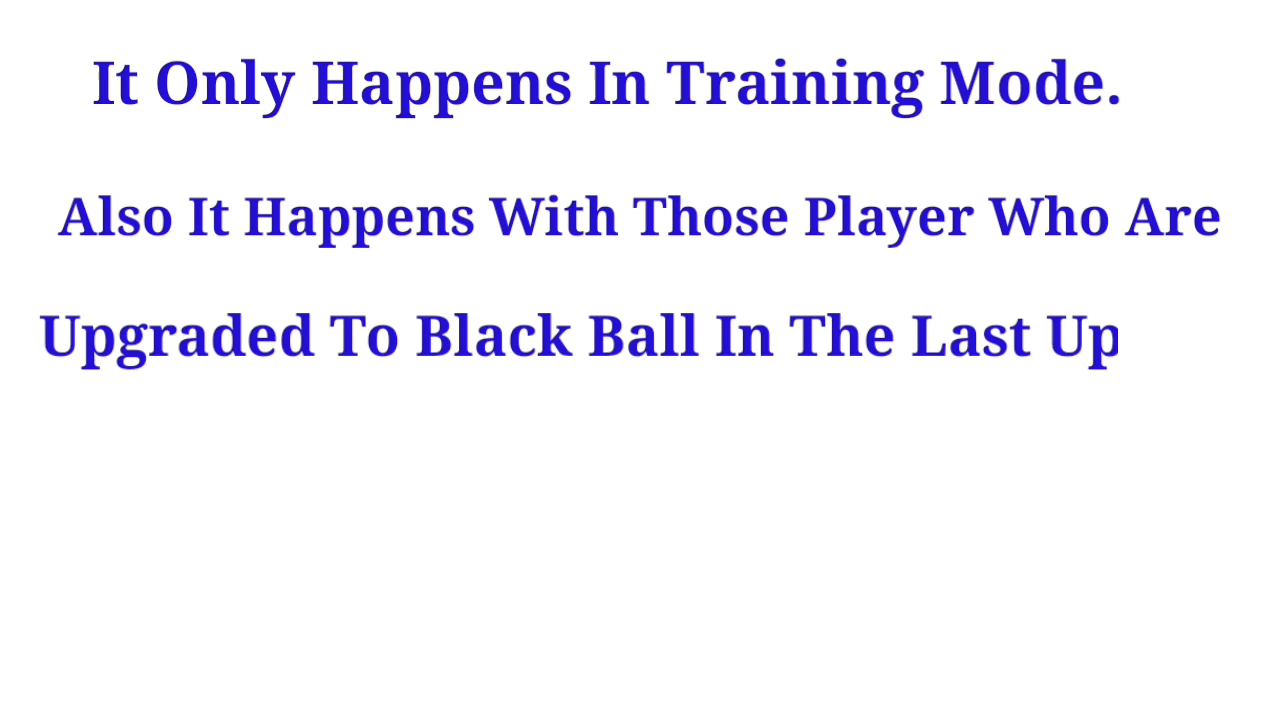 It Only Happens In Training Mode.
Also It Happens With Those Player Who Are
Upgraded To Black Ball In The Last Up